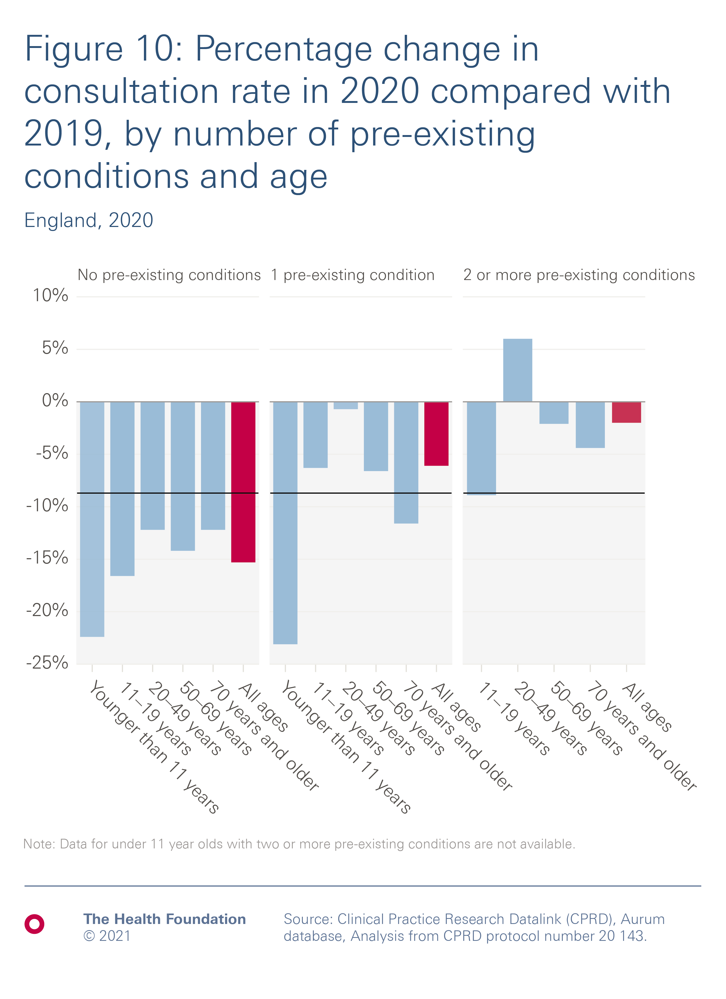 Figure 10: Percentage change in
consultation rate in 2020 compared with
2019, by number of pre-existing
conditions and age
England, 2020
No pre-existing conditions
1 pre-existing condition
2 or more pre-existing conditions
10%
5%
0%
-5%
-10%
-15%
-20%
-25%
Younger than 11 years
11–19 years
20–49 years
50–69 years
70 years and older
All ages
Younger than 11 years
11–19 years
20–49 years
50–69 years
70 years and older
All ages
11–19 years
20–49 years
50–69 years
70 years and older
All ages
Note: Data for under 11 year olds with two or more pre-existing conditions are not available.
The Health Foundation
© 2021
Source: Clinical Practice Research Datalink (CPRD), Aurum
database, Analysis from CPRD protocol number 20 143.